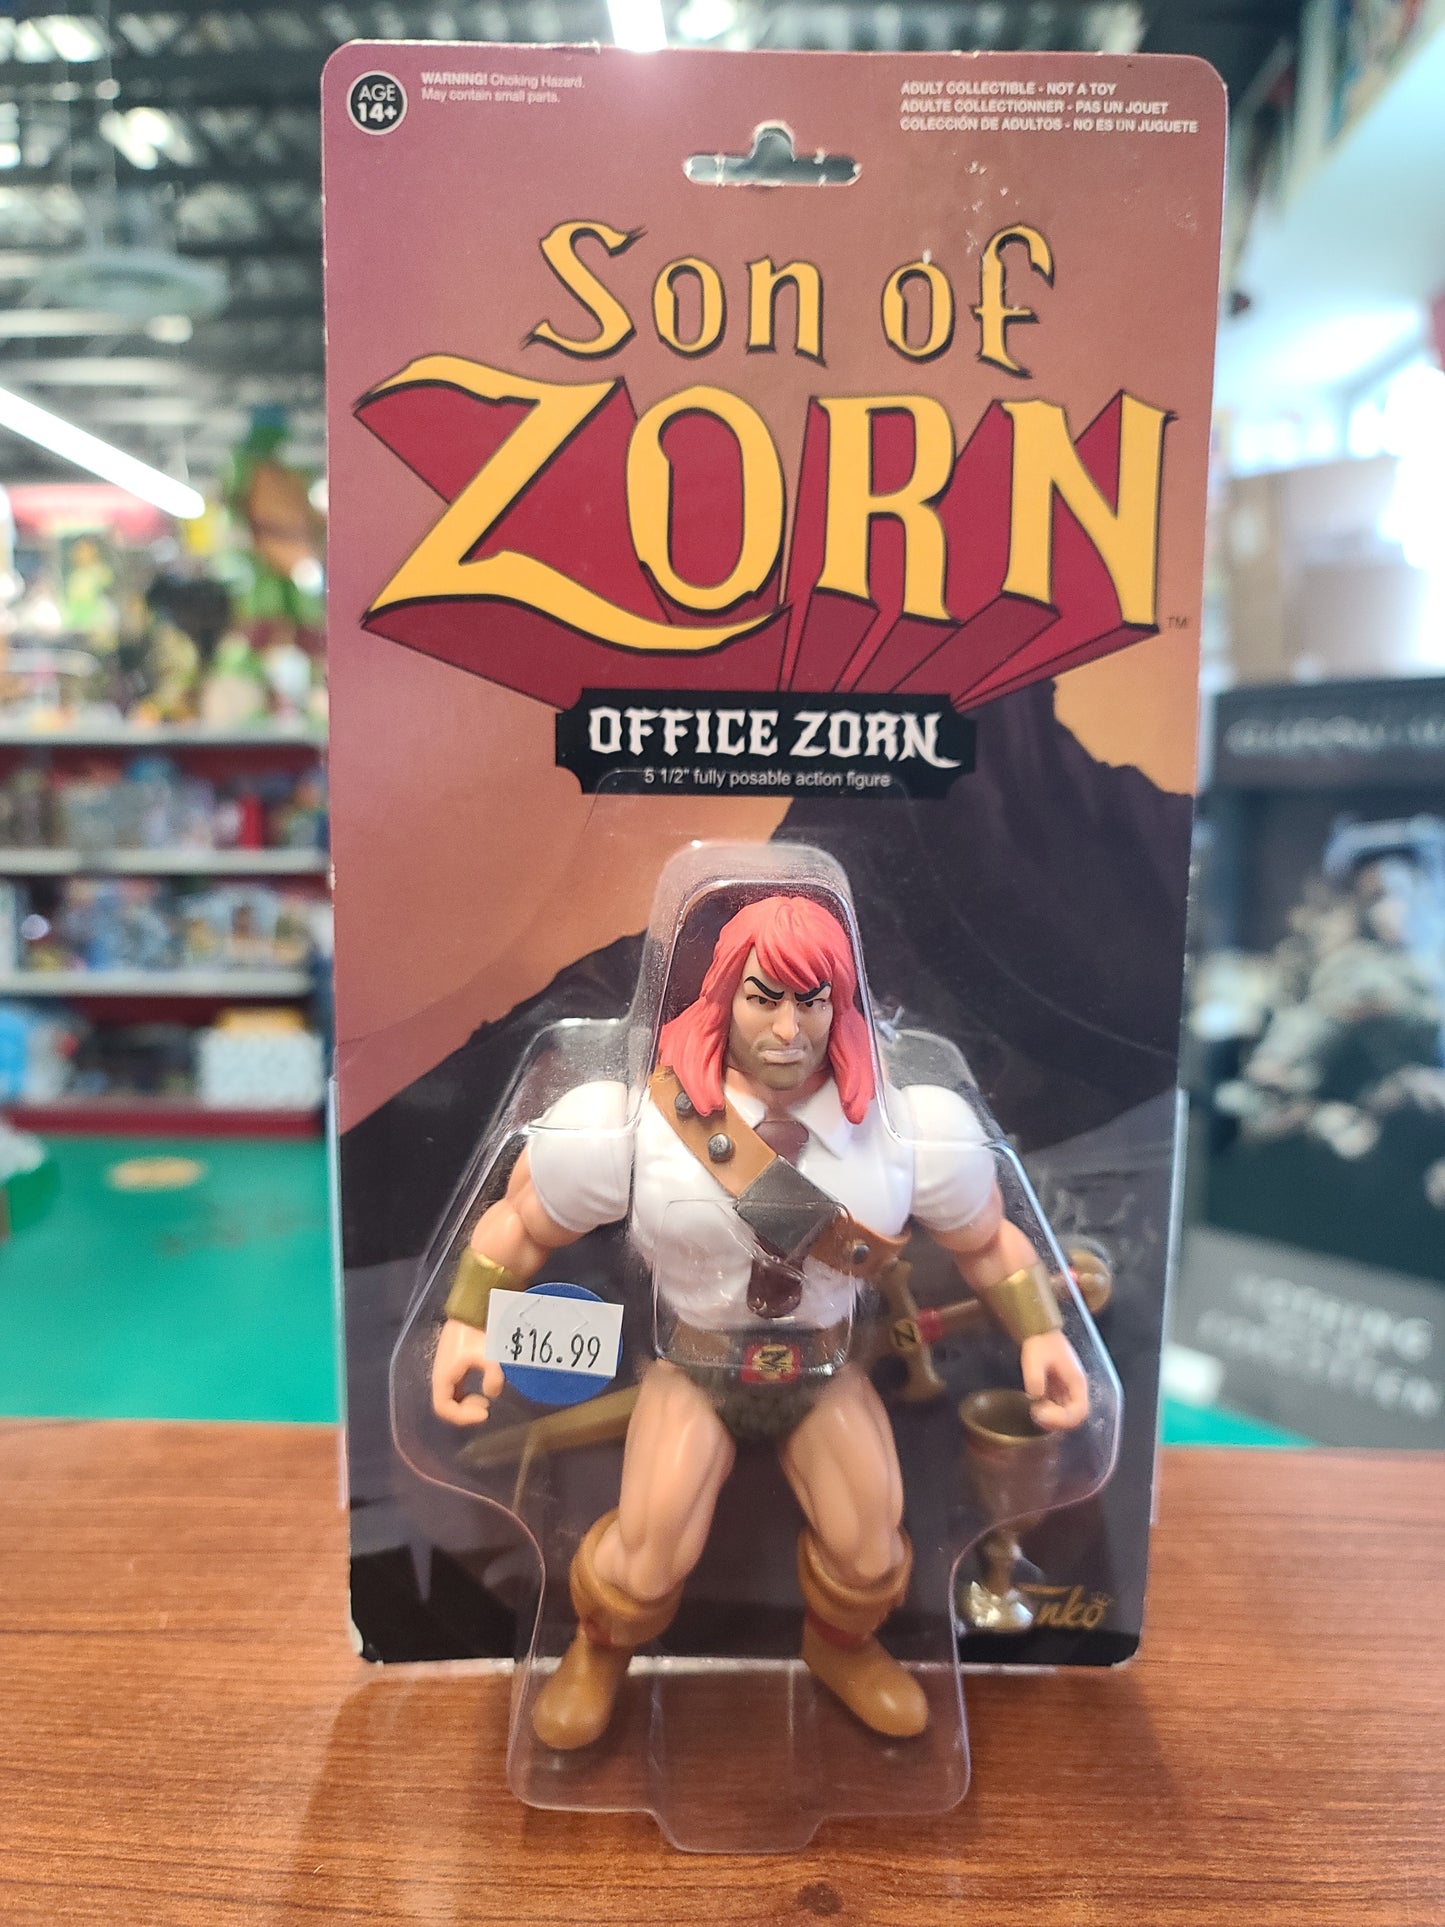 AGE
14+
WARNING! Choking Hazard.
May contain small parts.
ADULT COLLECTIBLE - NOT A TOY
ADULTE COLLECTIONNER - PAS UN JOUET
COLECCIÓN DE ADULTOS - NO ES UN JUGUETE
Son of
ZORN
TM
OFFICE ZORN
5 1/2" fully posable action figure
$16.99
Z
Z